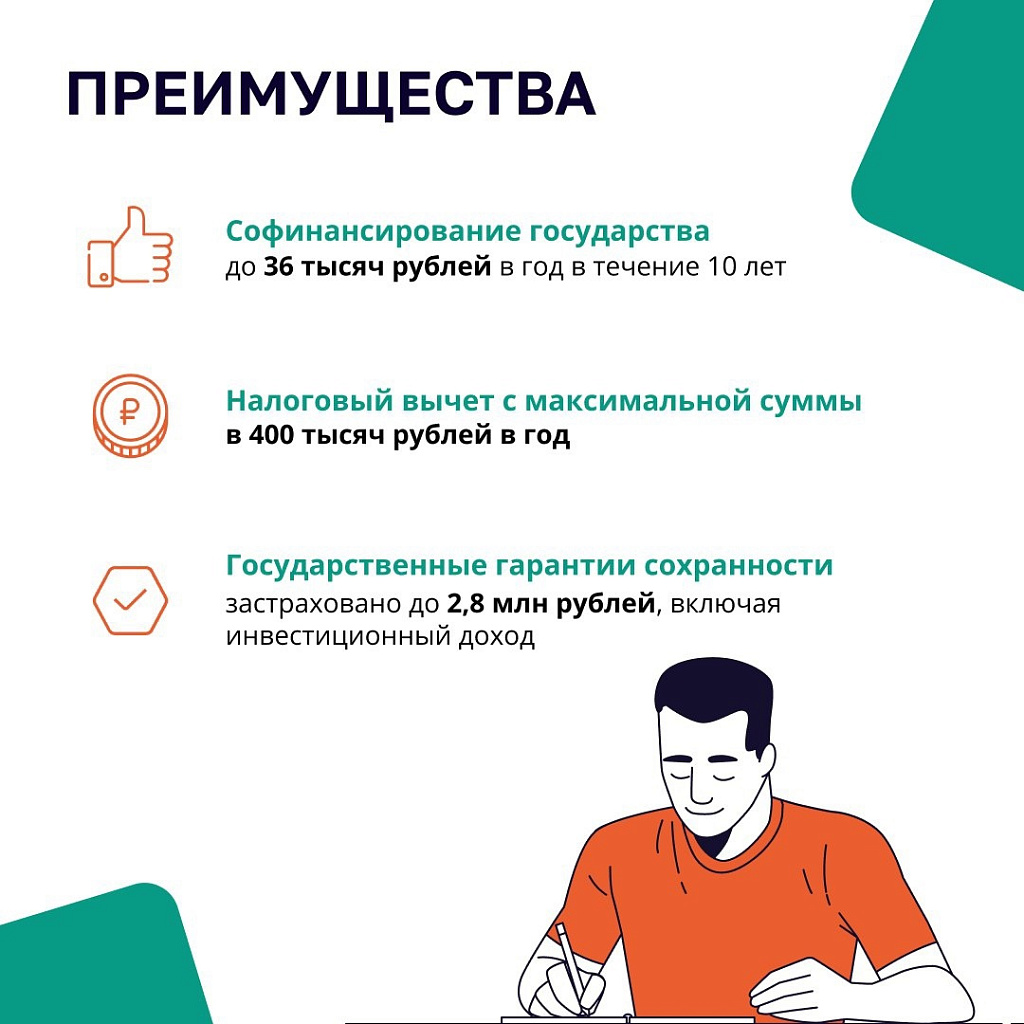 ПРЕИМУЩЕСТВА
Софинансирование государства
до 36 тысяч рублей в год в течение 10 лет
₽
Налоговый вычет с максимальной суммы
в 400 тысяч рублей в год
Государственные гарантии сохранности
застраховано до 2,8 млн рублей, включая
инвестиционный доход